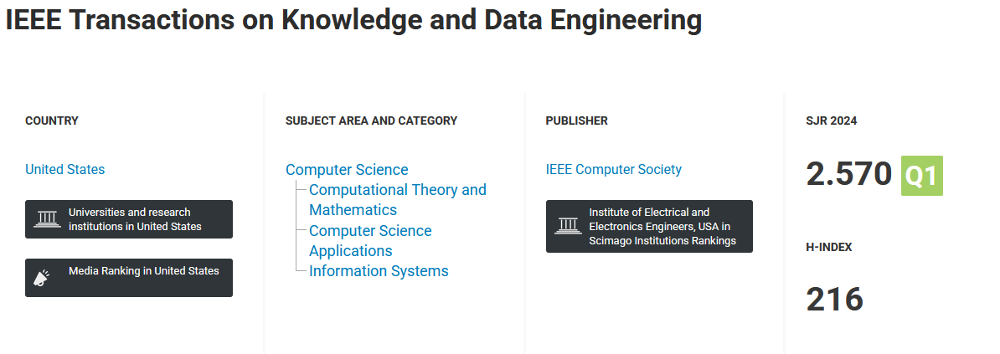 IEEE Transactions on Knowledge and Data Engineering
COUNTRY
United States
Universities and research
institutions in United States
Media Ranking in United States
SUBJECT AREA AND CATEGORY
Computer Science
Computational Theory and
Mathematics
Computer Science
Applications
Information Systems
PUBLISHER
IEEE Computer Society
Institute of Electrical and
Electronics Engineers, USA in
Scimago Institutions Rankings
SJR 2024
2.570 Q1
H-INDEX
216